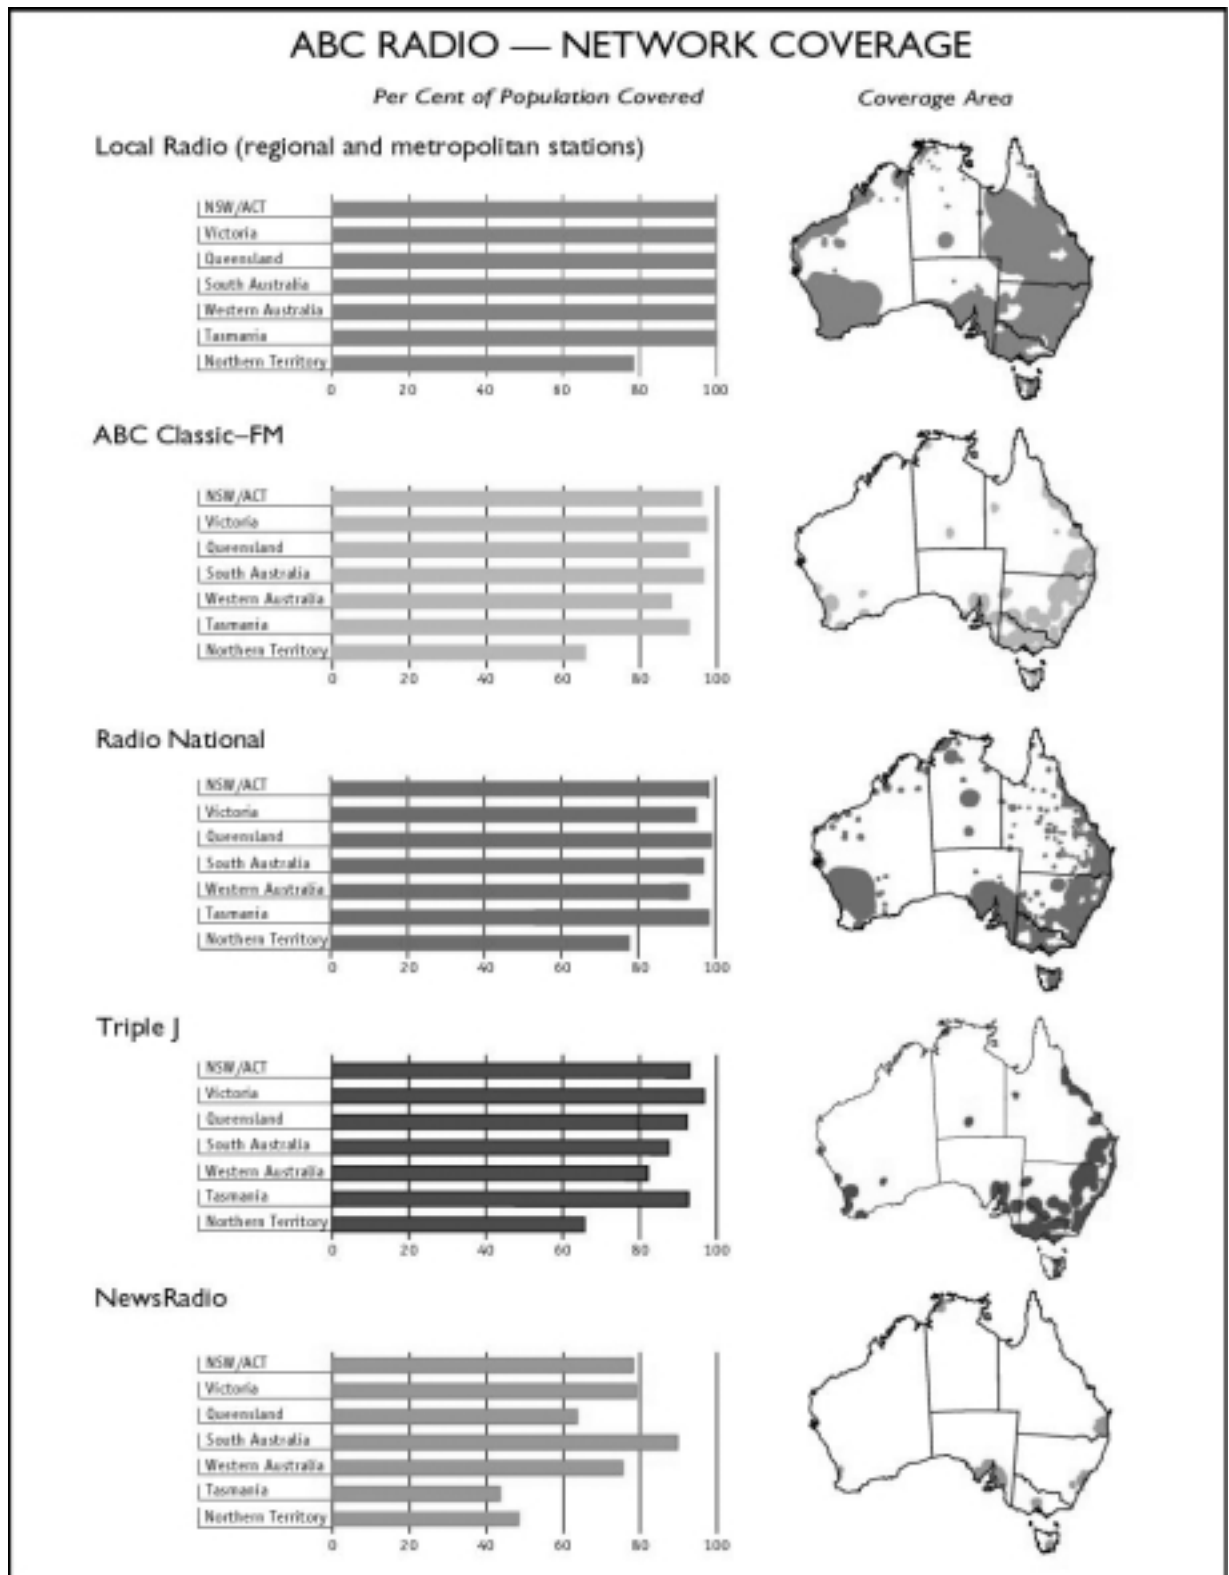 ABC RADIO — NETWORK COVERAGE
Per Cent of Population Covered
Coverage Area
Local Radio (regional and metropolitan stations)
NSW/ACT
Victoria
Queensland
South Australia
Western Australia
Tasmania
Northern Territory
0 20 40 60 80 100
ABC Classic–FM
NSW/ACT
Victoria
Queensland
South Australia
Western Australia
Tasmania
Northern Territory
0 20 40 60 80 100
Radio National
NSW/ACT
Victoria
Queensland
South Australia
Western Australia
Tasmania
Northern Territory
0 20 40 60 80 100
Triple J
NSW/ACT
Victoria
Queensland
South Australia
Western Australia
Tasmania
Northern Territory
0 20 40 60 80 100
NewsRadio
NSW/ACT
Victoria
Queensland
South Australia
Western Australia
Tasmania
Northern Territory
0 20 40 60 80 100